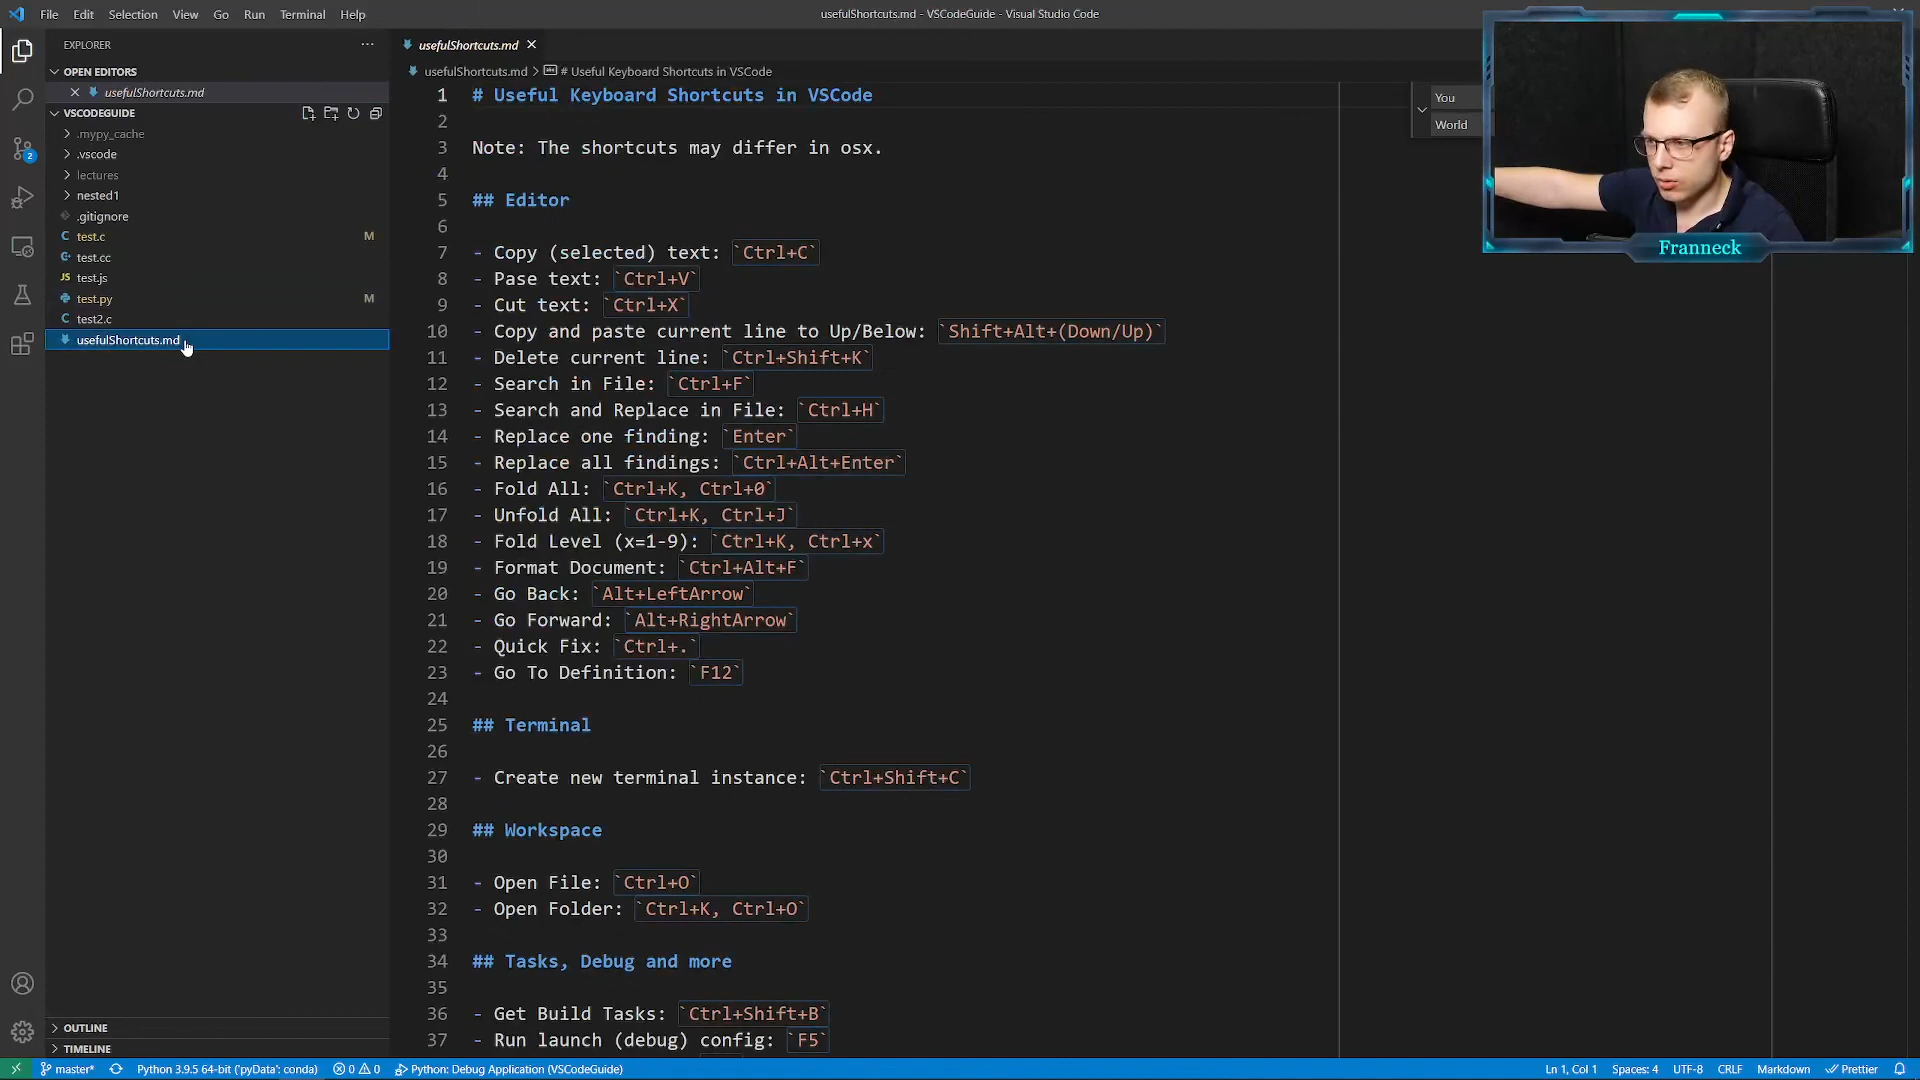 File Edit Selection View Go Run Terminal Help
usefulShortcuts.md - VSCodeGuide - Visual Studio Code
EXPLORER
OPEN EDITORS
usefulShortcuts.md
VSCODEGUIDE
.mypy_cache
.vscode
lectures
nested1
.gitignore
test.c M
test.cc
JS test.js
test.py M
test2.c
usefulShortcuts.md
OUTLINE
TIMELINE
2
usefulShortcuts.md
usefulShortcuts.md > # Useful Keyboard Shortcuts in VSCode
1 # Useful Keyboard Shortcuts in VSCode
2
3 Note: The shortcuts may differ in osx.
4
5 ## Editor
6
7 - Copy (selected) text: `Ctrl+C`
8 - Pase text: `Ctrl+V`
9 - Cut text: `Ctrl+X`
10 - Copy and paste current line to Up/Below: `Shift+Alt+(Down/Up)`
11 - Delete current line: `Ctrl+Shift+K`
12 - Search in File: `Ctrl+F`
13 - Search and Replace in File: `Ctrl+H`
14 - Replace one finding: `Enter`
15 - Replace all findings: `Ctrl+Alt+Enter`
16 - Fold All: `Ctrl+K, Ctrl+0`
17 - Unfold All: `Ctrl+K, Ctrl+J`
18 - Fold Level (x=1-9): `Ctrl+K, Ctrl+x`
19 - Format Document: `Ctrl+Alt+F`
20 - Go Back: `Alt+LeftArrow`
21 - Go Forward: `Alt+RightArrow`
22 - Quick Fix: `Ctrl+.`
23 - Go To Definition: `F12`
24
25 ## Terminal
26
27 - Create new terminal instance: `Ctrl+Shift+C`
28
29 ## Workspace
30
31 - Open File: `Ctrl+O`
32 - Open Folder: `Ctrl+K, Ctrl+O`
33
34 ## Tasks, Debug and more
35
36 - Get Build Tasks: `Ctrl+Shift+B`
37 - Run launch (debug) config: `F5`
You
World
Franneck
master* Python 3.9.5 64-bit ('pyData': conda) 0 0 Python: Debug Application (VSCodeGuide) Ln 1, Col 1 Spaces: 4 UTF-8 CRLF Markdown Prettier